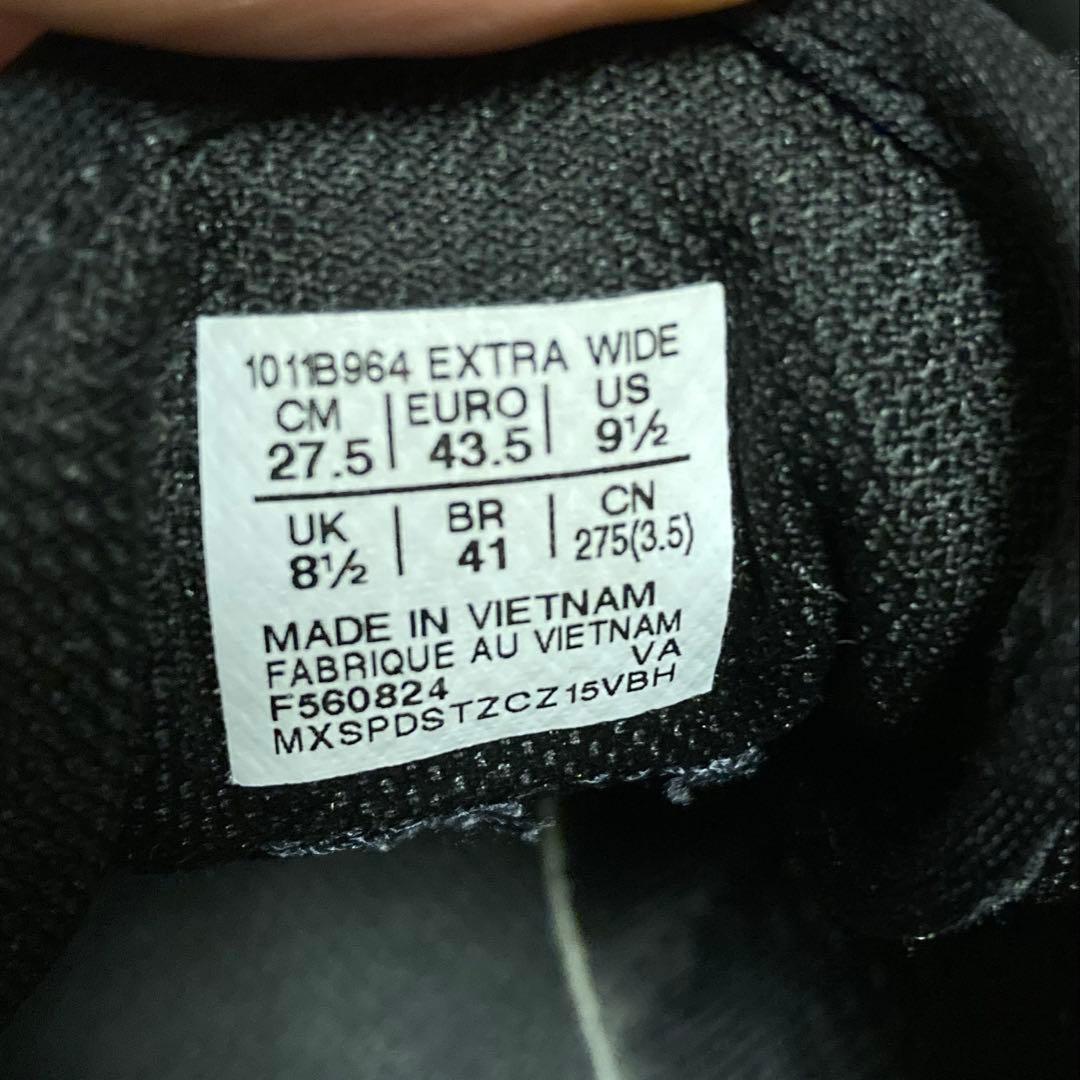 1011B964 EXTRA WIDE
CM | EURO | US
27.5 | 43.5 | 9½
UK | BR | CN
8½ | 41 | 275(3.5)
MADE IN VIETNAM
FABRIQUE AU VIETNAM
F560824 VA
MXSPDSTZCZ15VBH